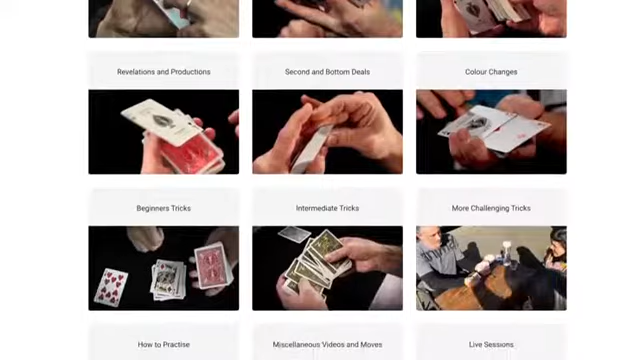 Revelations and Productions
Second and Bottom Deals
Colour Changes
Beginners Tricks
Intermediate Tricks
More Challenging Tricks
How to Practise
Miscellaneous Videos and Moves
Live Sessions